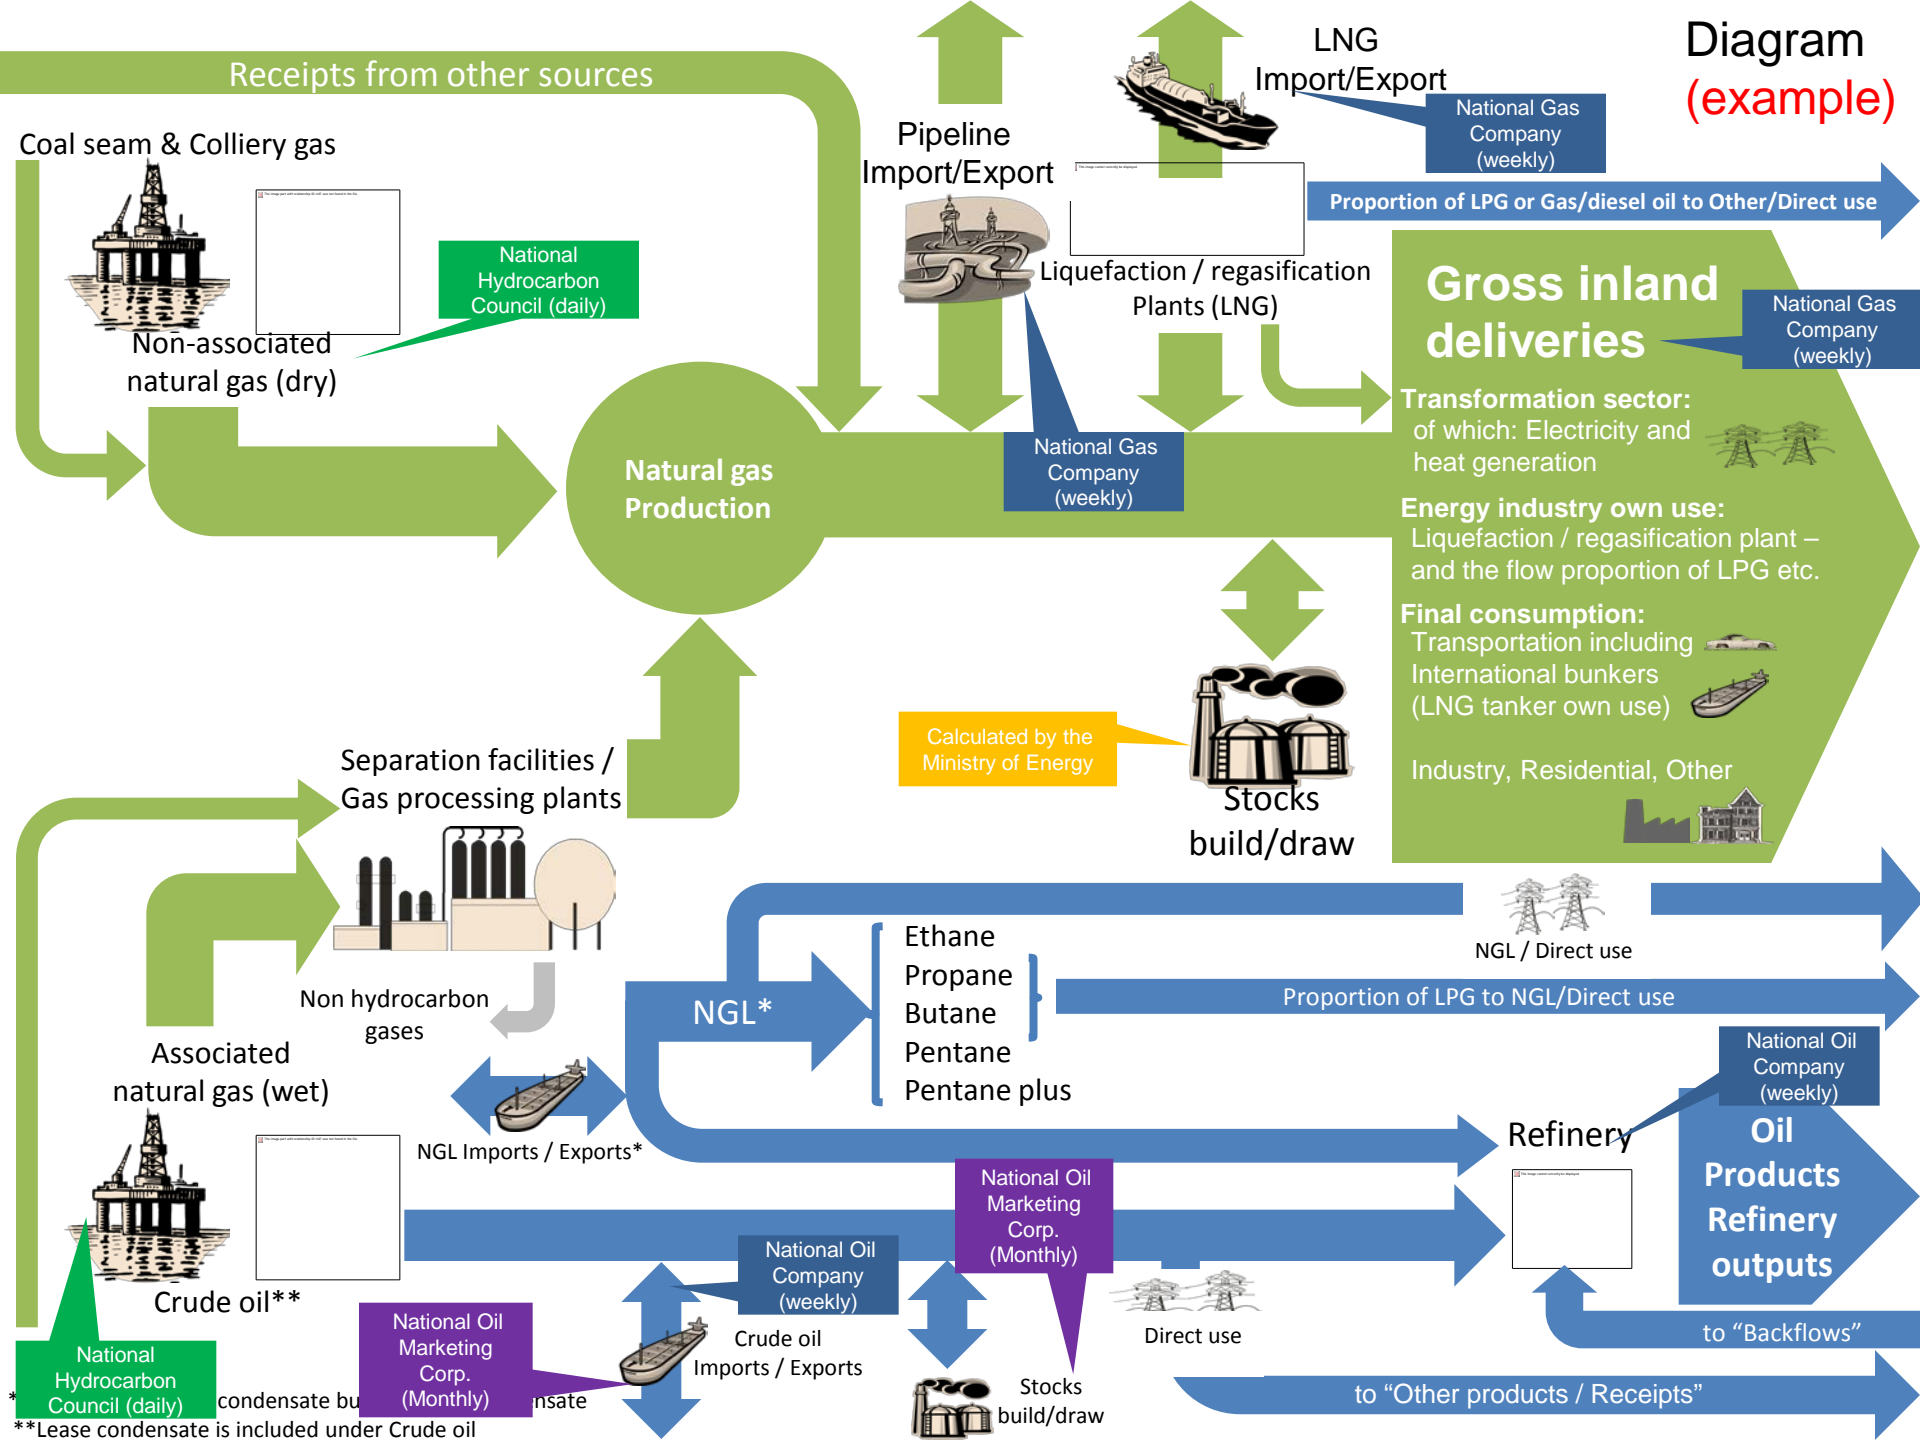 Diagram
(example)
Receipts from other sources
LNG
Import/Export
National Gas
Company
(weekly)
Pipeline
Import/Export
Coal seam & Colliery gas
Proportion of LPG or Gas/diesel oil to Other/Direct use
National
Hydrocarbon
Council (daily)
Non-associated
natural gas (dry)
Liquefaction / regasification
Plants (LNG)
Gross inland
deliveries
National Gas
Company
(weekly)
Transformation sector:
of which: Electricity and
heat generation
Natural gas
Production
National Gas
Company
(weekly)
Energy industry own use:
Liquefaction / regasification plant –
and the flow proportion of LPG etc.
Final consumption:
Transportation including
International bunkers
(LNG tanker own use)
Industry, Residential, Other
Calculated by the
Ministry of Energy
Stocks
build/draw
Separation facilities /
Gas processing plants
Non hydrocarbon
gases
Associated
natural gas (wet)
NGL*
Ethane
Propane
Butane
Pentane
Pentane plus
NGL / Direct use
Proportion of LPG to NGL/Direct use
National Oil
Company
(weekly)
NGL Imports / Exports*
Refinery
Oil
Products
Refinery
outputs
National Oil
Marketing
Corp.
(Monthly)
National Oil
Company
(weekly)
Crude oil**
National Oil
Marketing
Corp.
(Monthly)
Crude oil
Imports / Exports
Direct use
to “Backflows”
Stocks
build/draw
to “Other products / Receipts”
National
Hydrocarbon
Council (daily)
condensate
**Lease condensate is included under Crude oil